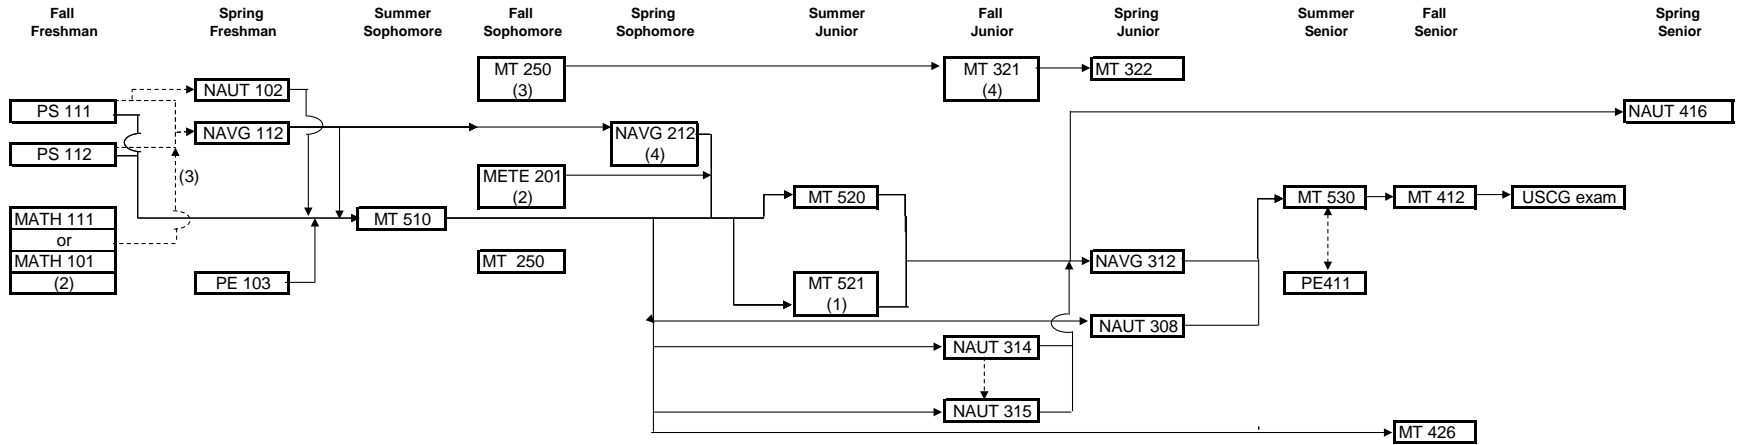 Fall Freshman
Spring Freshman
Summer Sophomore
Fall Sophomore
Spring Sophomore
Summer Junior
Fall Junior
Spring Junior
Summer Senior
Fall Senior
Spring Senior
MT 250
(3)
MT 321
(4)
MT 322
NAUT 102
PS 111
NAUT 416
NAVG 112
NAVG 212
(4)
PS 112
(3)
METE 201
(2)
MT 520
MT 530
MT 412
USCG exam
MATH 111
or
MATH 101
(2)
MT 510
MT 250
NAVG 312
PE 103
MT 521
(1)
PE411
NAUT 308
NAUT 314
NAUT 315
MT 426